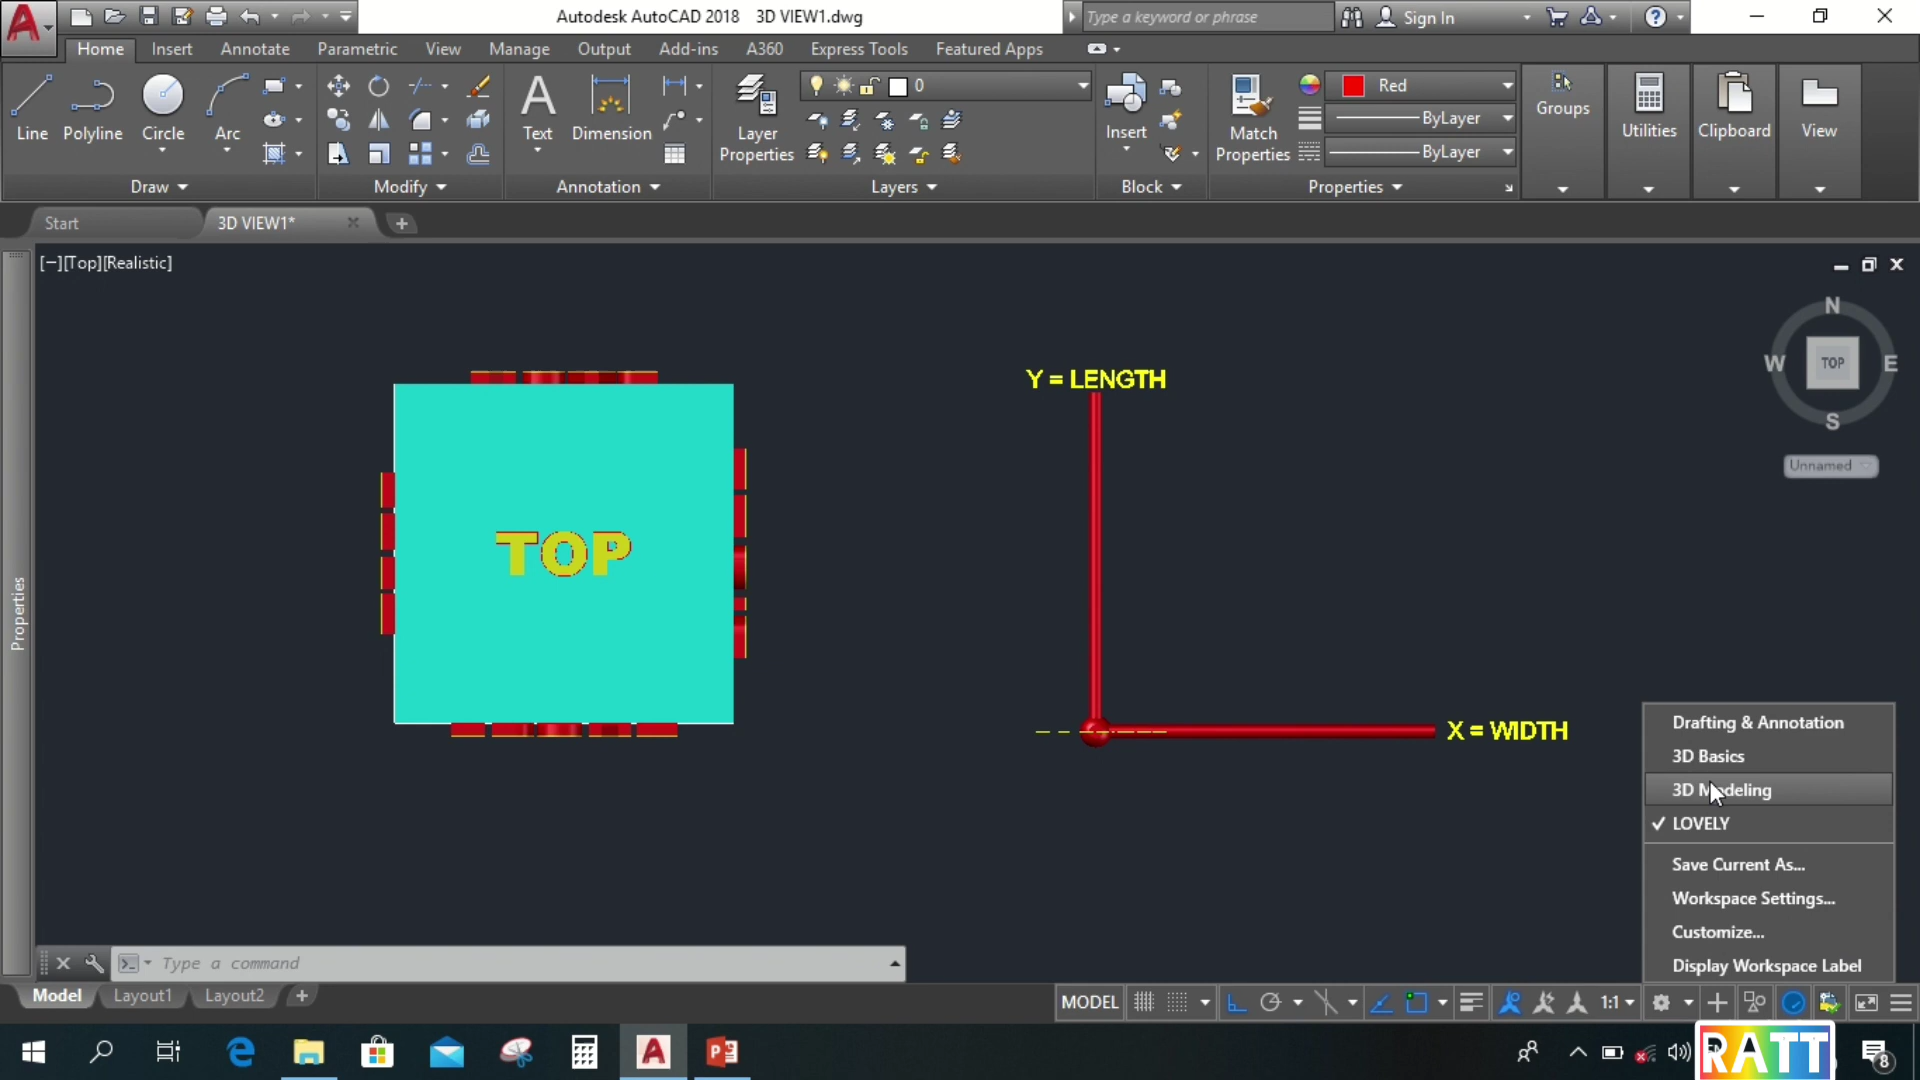 Autodesk AutoCAD 2018 3D VIEW1.dwg
Type a keyword or phrase
Sign In
Home Insert Annotate Parametric View Manage Output Add-ins A360 Express Tools Featured Apps
Line Polyline Circle Arc
Text Dimension
Layer Properties
0
Insert
Match Properties
Red
ByLayer
ByLayer
Groups Utilities Clipboard View
Draw Modify Annotation Layers Block Properties
Start 3D VIEW1*
[−][Top][Realistic]
N
W TOP E
S
Unnamed
Y = LENGTH
TOP
X = WIDTH
Properties
Drafting & Annotation
3D Basics
3D Modeling
✓ LOVELY
Save Current As...
Workspace Settings...
Customize...
Display Workspace Label
Type a command
Model Layout1 Layout2
MODEL 1:1
RATT
8